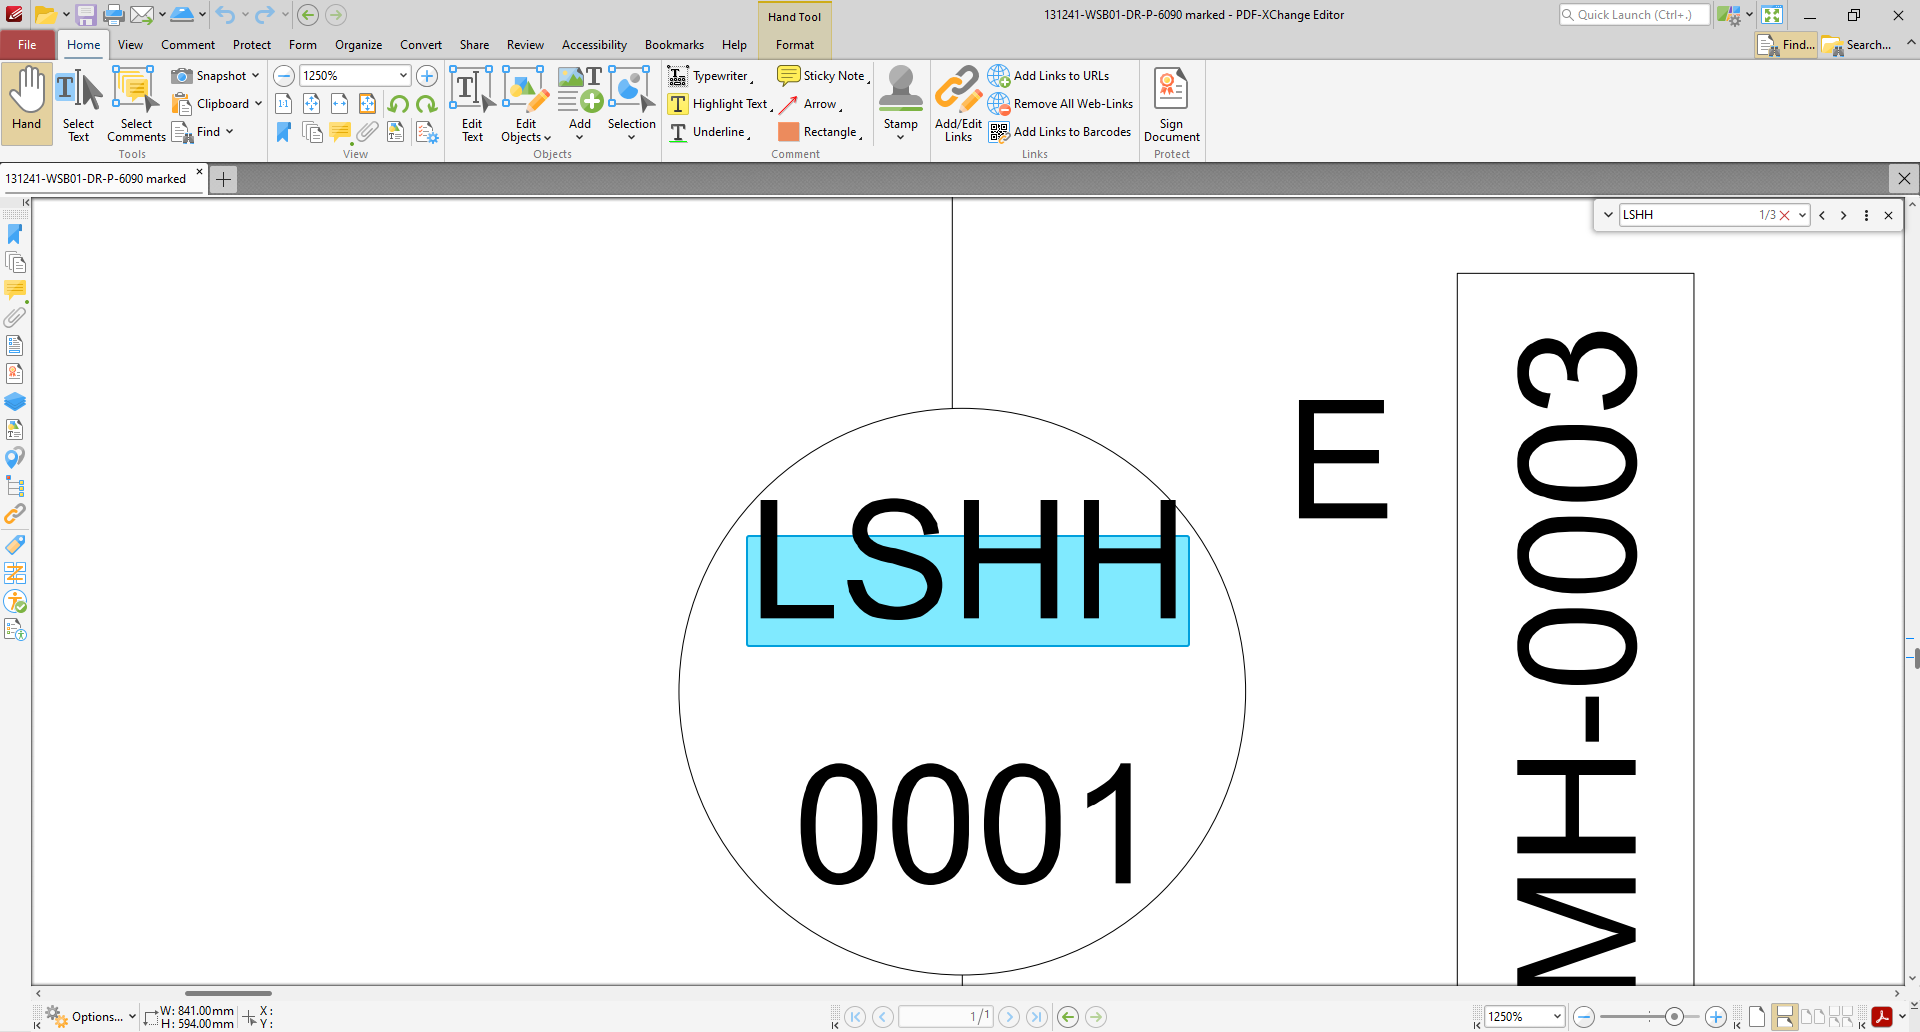 131241-WSB01-DR-P-6090 marked - PDF-XChange Editor
Quick Launch (Ctrl+.)
Hand Tool
File Home View Comment Protect Form Organize Convert Share Review Accessibility Bookmarks Help Format
Find... Search...
Hand
Select Text
Select Comments
Snapshot
Clipboard
Find
Tools
1250%
1:1
View
Edit Text
Edit Objects
Add
Selection
Objects
Typewriter
Highlight Text
Underline
Sticky Note
Arrow
Rectangle
Stamp
Comment
Add/Edit Links
Add Links to URLs
Remove All Web-Links
Add Links to Barcodes
Links
Sign Document
Protect
131241-WSB01-DR-P-6090 marked
LSHH 1/3
LSHH
0001
E
MH-0003
Options...
W: 841.00mm
H: 594.00mm
X:
Y:
1/1
1250%